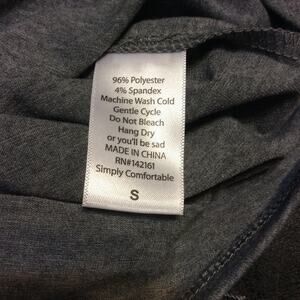 96% Polyester
4% Spandex
Machine Wash Cold
Gentle Cycle
Do Not Bleach
Hang Dry
or you'll be sad
MADE IN CHINA
RN#142161
Simply Comfortable
S